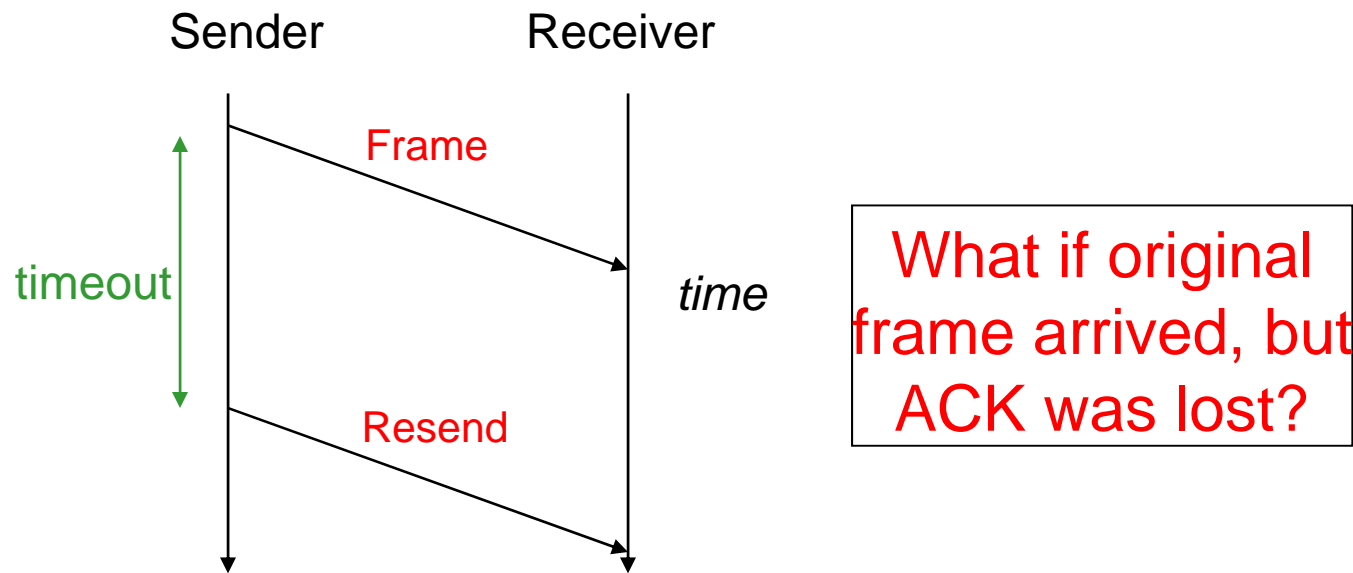 Sender
Receiver
Frame
timeout
time
Resend
What if original
frame arrived, but
ACK was lost?